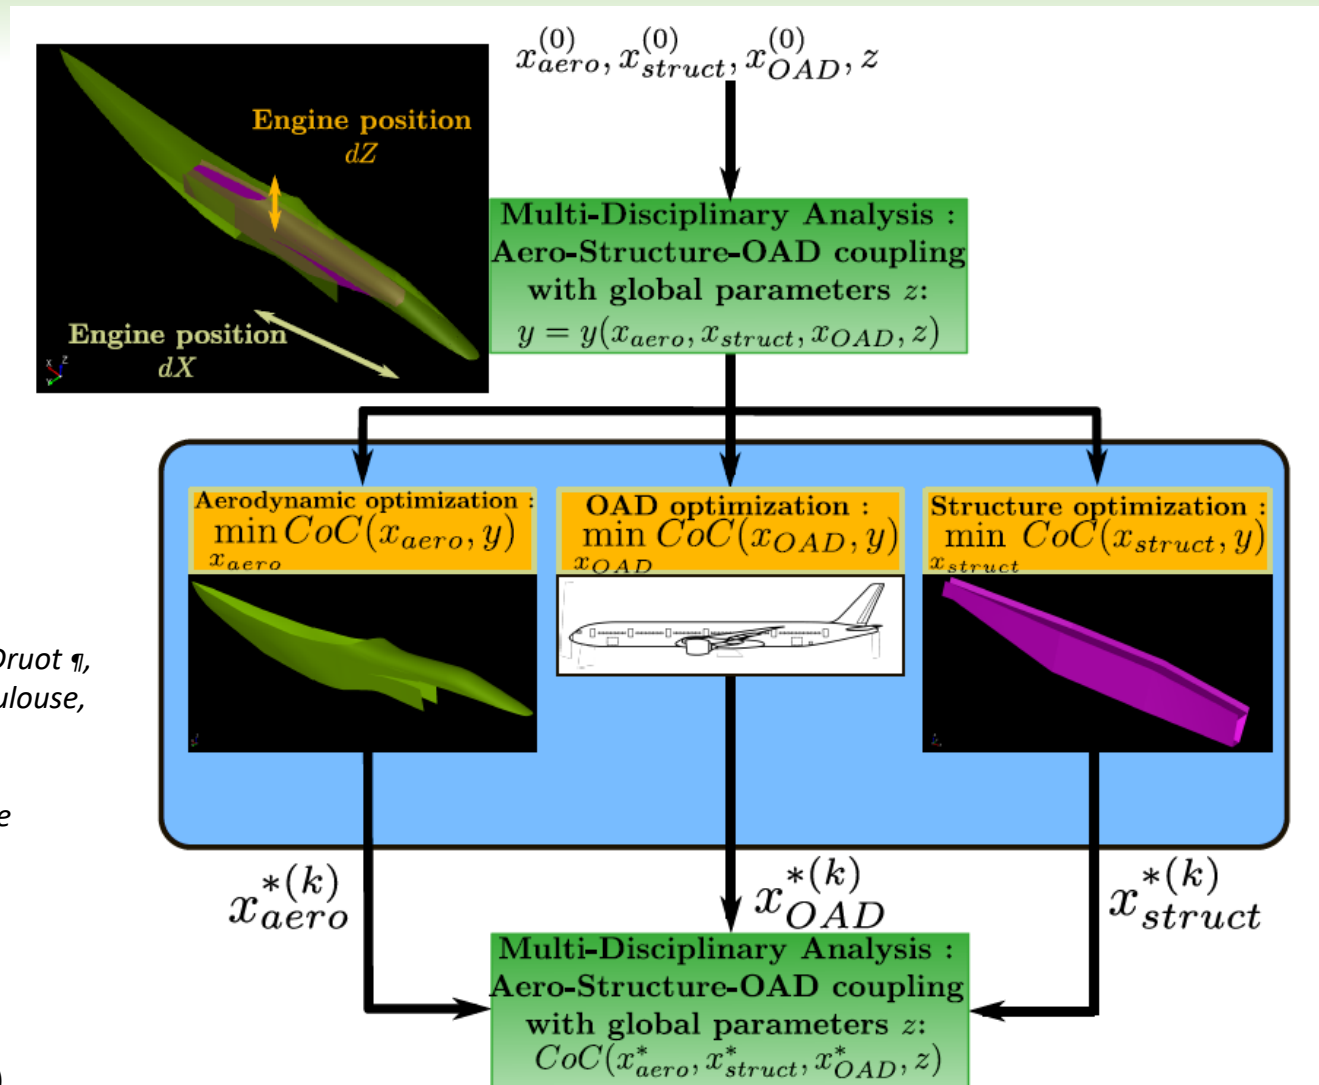 x_{aero}^{(0)}, x_{struct}^{(0)}, x_{OAD}^{(0)}, z
Engine position
dZ
Engine position
dX
Multi-Disciplinary Analysis :
Aero-Structure-OAD coupling
with global parameters z:
y = y(x_{aero}, x_{struct}, x_{OAD}, z)
Aerodynamic optimization :
min CoC(x_{aero}, y)
x_{aero}
OAD optimization :
min CoC(x_{OAD}, y)
x_{OAD}
Structure optimization :
min CoC(x_{struct}, y)
x_{struct}
Druot ¶,
ulouse,
e
x_{aero}^{*(k)}
x_{OAD}^{*(k)}
x_{struct}^{*(k)}
Multi-Disciplinary Analysis :
Aero-Structure-OAD coupling
with global parameters z:
CoC(x_{aero}^{*}, x_{struct}^{*}, x_{OAD}^{*}, z)